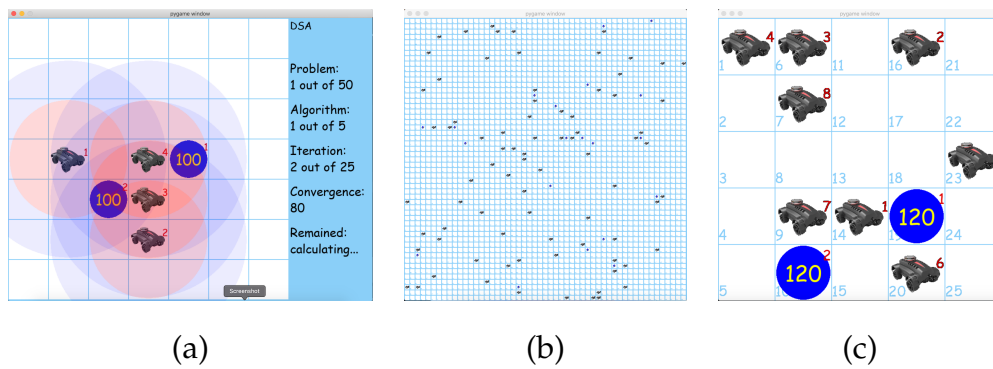 pygame window
DSA
Problem:
1 out of 50
Algorithm:
1 out of 5
Iteration:
2 out of 25
Convergence:
80
Remained:
calculating...
1
4
100
1
100
2
3
2
Screenshot
(a)
pygame window
(b)
pygame window
4
3
2
1
6
11
16
21
8
2
7
12
17
22
3
8
13
18
23
7
1
120
1
4
9
14
24
120
2
6
5
15
20
25
(c)